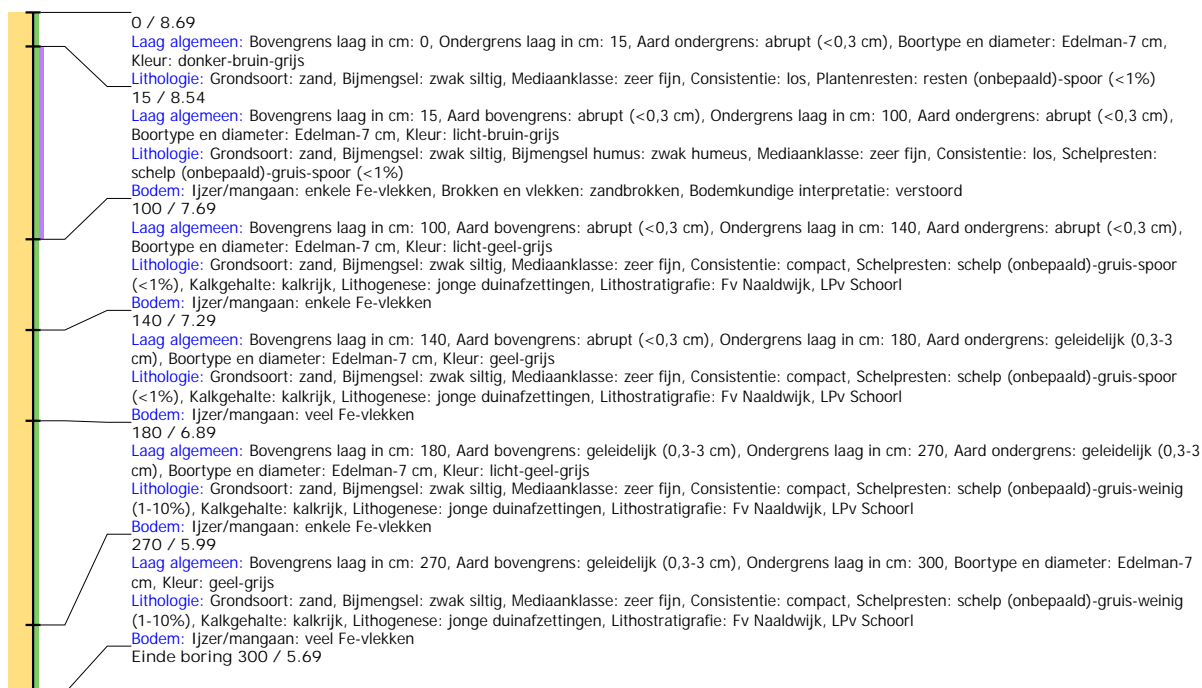 0 / 8.69
Laag algemeen: Bovengrens laag in cm: 0, Ondergrens laag in cm: 15, Aard ondergrens: abrupt (<0,3 cm), Boortype en diameter: Edelman-7 cm,
Kleur: donker-bruin-grijs
Lithologie: Grondsoort: zand, Bijmengsel: zwak siltig, Mediaanklasse: zeer fijn, Consistentie: los, Plantenresten: resten (onbepaald)-spoor (<1%)
15 / 8.54
Laag algemeen: Bovengrens laag in cm: 15, Aard bovengrens: abrupt (<0,3 cm), Ondergrens laag in cm: 100, Aard ondergrens: abrupt (<0,3 cm),
Boortype en diameter: Edelman-7 cm, Kleur: licht-bruin-grijs
Lithologie: Grondsoort: zand, Bijmengsel: zwak siltig, Bijmengsel humus: zwak humeus, Mediaanklasse: zeer fijn, Consistentie: los, Schelpresten:
schelp (onbepaald)-gruis-spoor (<1%)
Bodem: Ijzer/mangaan: enkele Fe-vlekken, Brokken en vlekken: zandbrokken, Bodemkundige interpretatie: verstoord
100 / 7.69
Laag algemeen: Bovengrens laag in cm: 100, Aard bovengrens: abrupt (<0,3 cm), Ondergrens laag in cm: 140, Aard ondergrens: abrupt (<0,3 cm),
Boortype en diameter: Edelman-7 cm, Kleur: licht-geel-grijs
Lithologie: Grondsoort: zand, Bijmengsel: zwak siltig, Mediaanklasse: zeer fijn, Consistentie: compact, Schelpresten: schelp (onbepaald)-gruis-spoor
(<1%), Kalkgehalte: kalkrijk, Lithogenese: jonge duinafzettingen, Lithostratigrafie: Fv Naaldwijk, LPv Schoorl
Bodem: Ijzer/mangaan: enkele Fe-vlekken
140 / 7.29
Laag algemeen: Bovengrens laag in cm: 140, Aard bovengrens: abrupt (<0,3 cm), Ondergrens laag in cm: 180, Aard ondergrens: geleidelijk (0,3-3
cm), Boortype en diameter: Edelman-7 cm, Kleur: geel-grijs
Lithologie: Grondsoort: zand, Bijmengsel: zwak siltig, Mediaanklasse: zeer fijn, Consistentie: compact, Schelpresten: schelp (onbepaald)-gruis-spoor
(<1%), Kalkgehalte: kalkrijk, Lithogenese: jonge duinafzettingen, Lithostratigrafie: Fv Naaldwijk, LPv Schoorl
Bodem: Ijzer/mangaan: veel Fe-vlekken
180 / 6.89
Laag algemeen: Bovengrens laag in cm: 180, Aard bovengrens: geleidelijk (0,3-3 cm), Ondergrens laag in cm: 270, Aard ondergrens: geleidelijk (0,3-3
cm), Boortype en diameter: Edelman-7 cm, Kleur: licht-geel-grijs
Lithologie: Grondsoort: zand, Bijmengsel: zwak siltig, Mediaanklasse: zeer fijn, Consistentie: compact, Schelpresten: schelp (onbepaald)-gruis-weinig
(1-10%), Kalkgehalte: kalkrijk, Lithogenese: jonge duinafzettingen, Lithostratigrafie: Fv Naaldwijk, LPv Schoorl
Bodem: Ijzer/mangaan: enkele Fe-vlekken
270 / 5.99
Laag algemeen: Bovengrens laag in cm: 270, Aard bovengrens: geleidelijk (0,3-3 cm), Ondergrens laag in cm: 300, Boortype en diameter: Edelman-7
cm, Kleur: geel-grijs
Lithologie: Grondsoort: zand, Bijmengsel: zwak siltig, Mediaanklasse: zeer fijn, Consistentie: compact, Schelpresten: schelp (onbepaald)-gruis-weinig
(1-10%), Kalkgehalte: kalkrijk, Lithogenese: jonge duinafzettingen, Lithostratigrafie: Fv Naaldwijk, LPv Schoorl
Bodem: Ijzer/mangaan: veel Fe-vlekken
Einde boring 300 / 5.69